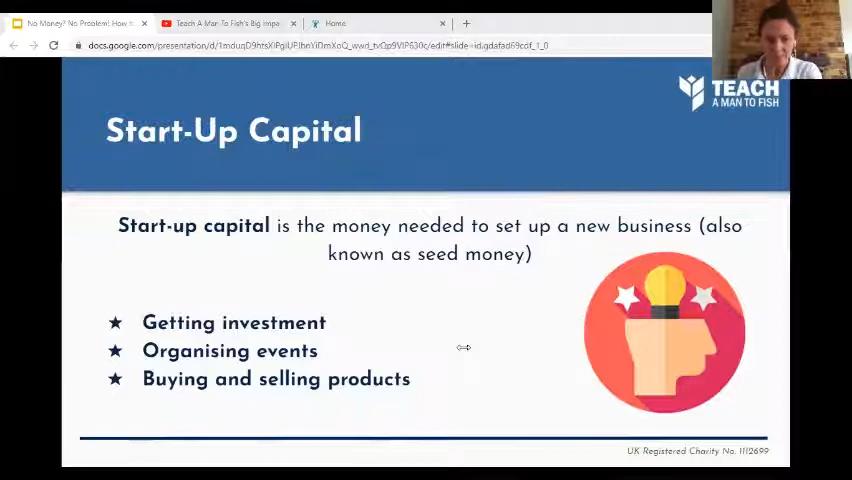 No Money? No Problem!: How t
Teach A Man To Fish's Big Impa
Home
TEACH
A MAN TO FISH
Start-Up Capital
Start-up capital is the money needed to set up a new business (also
known as seed money)
★ Getting investment
★ Organising events
★ Buying and selling products
UK Registered Charity No. 1112699